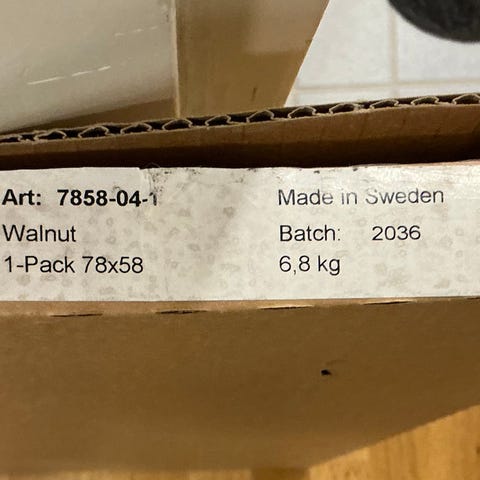 Art: 7858-04-1
Made in Sweden
Walnut
Batch: 2036
1-Pack 78x58
6,8 kg